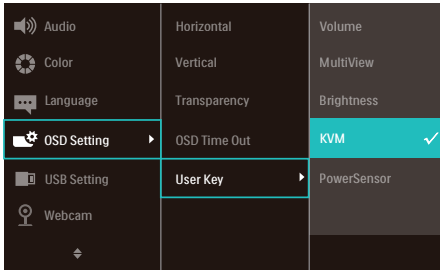 Audio
Color
Language
OSD Setting
USB Setting
Webcam
Horizontal
Vertical
Transparency
OSD Time Out
User Key
Volume
MultiView
Brightness
KVM
PowerSensor